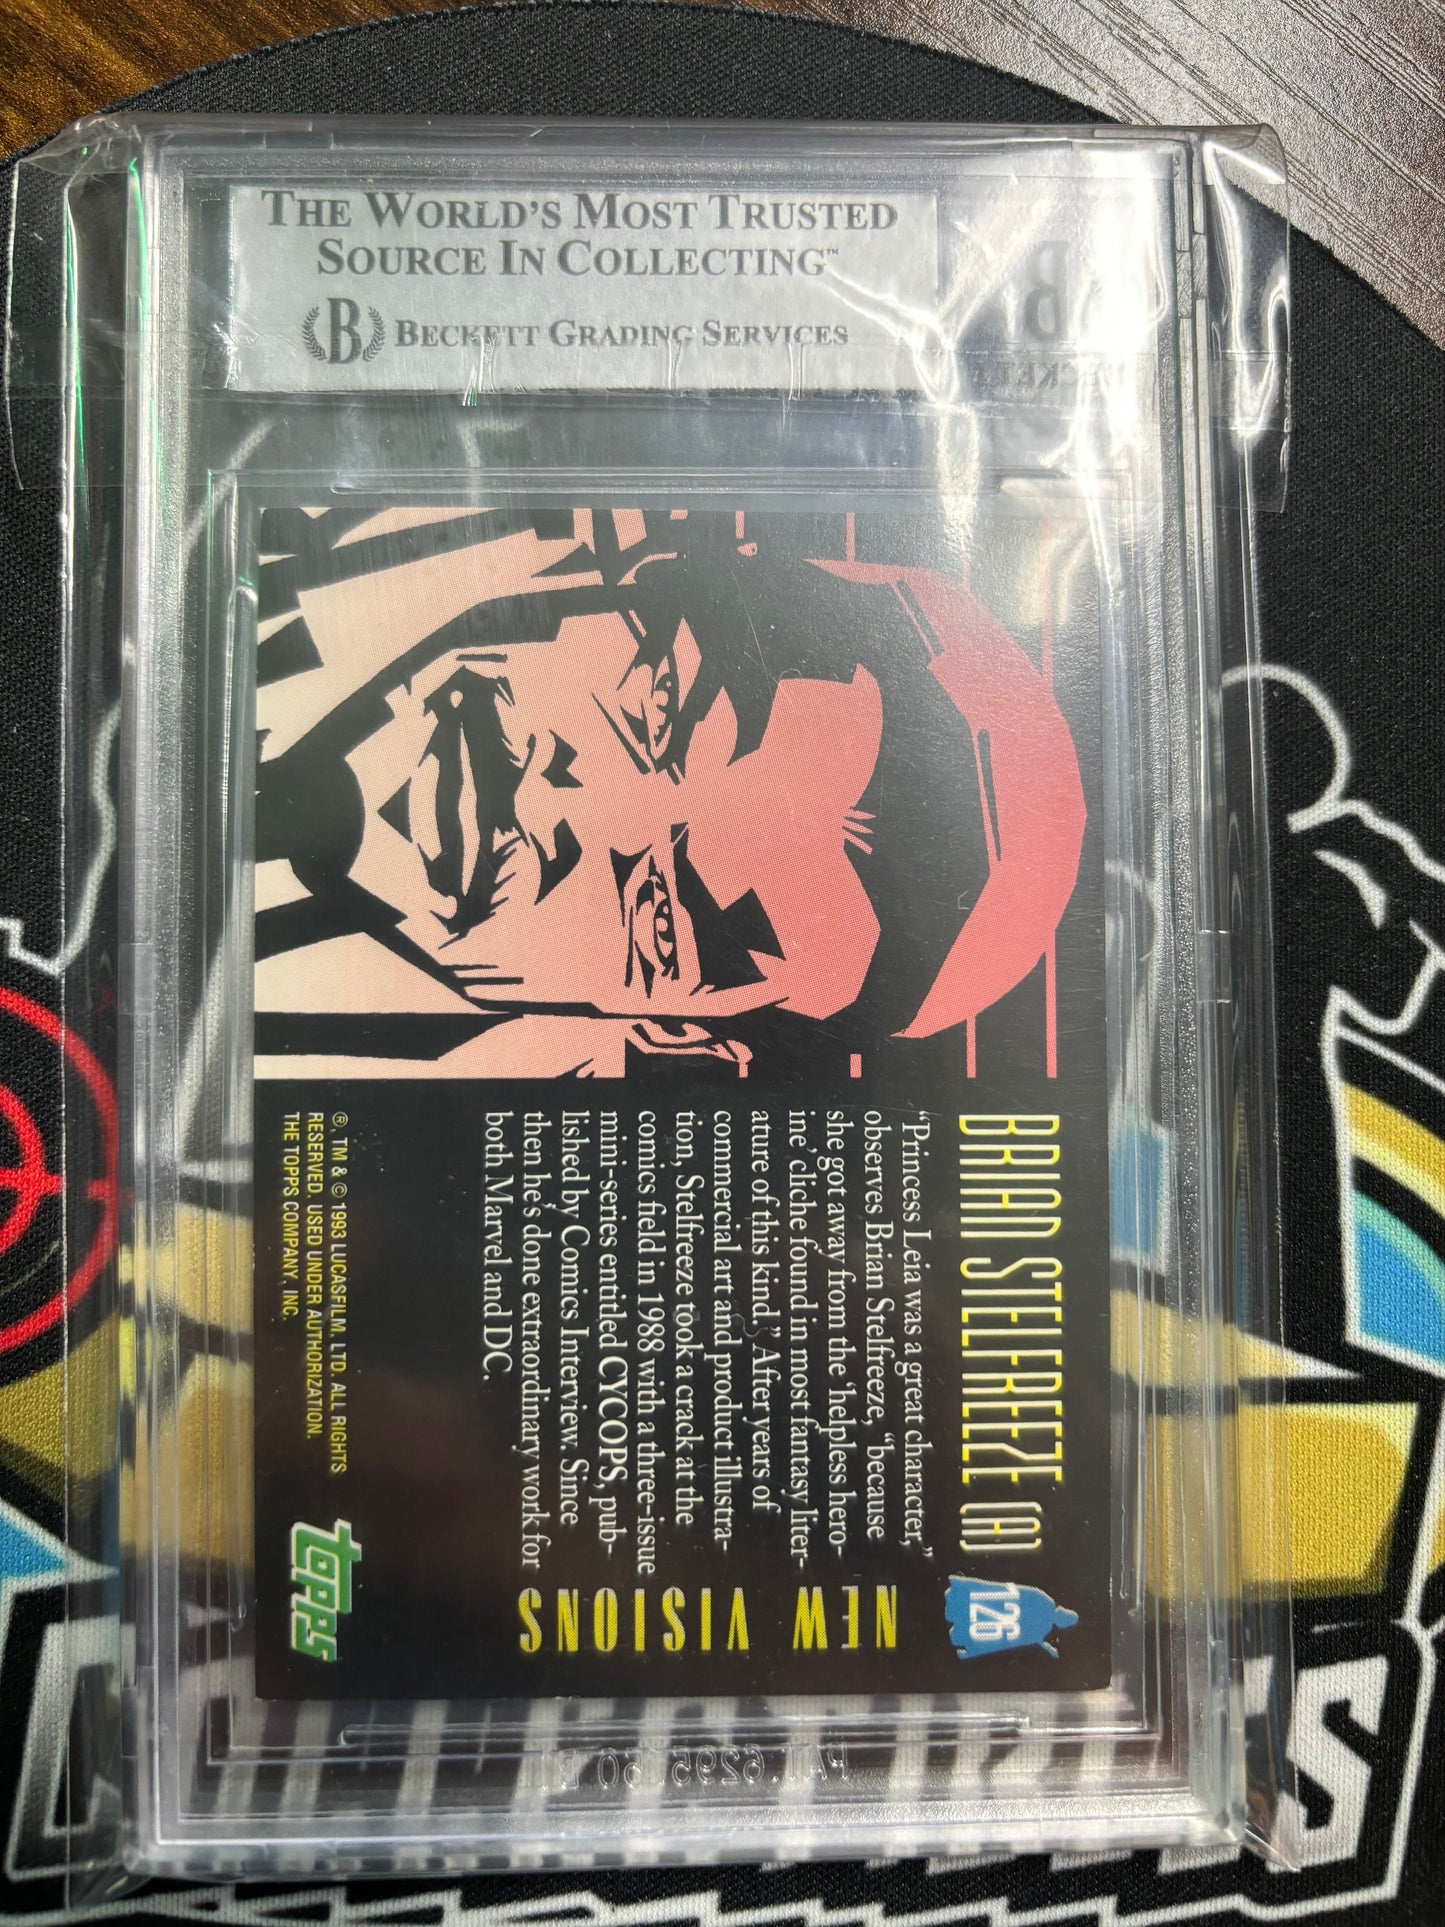 THE WORLD'S MOST TRUSTED
SOURCE IN COLLECTING™
B BECKETT GRADING SERVICES
BRIAN STELFREEZE (A)
126
"Princess Leia was a great character,"
observes Brian Stelfreeze, "because
she got away from the 'helpless hero-
ine,' cliche found in most fantasy liter-
ature of this kind." After years of
commercial art and product illustra-
tion, Stelfreeze took a crack at the
comics field in 1988 with a three-issue
mini-series entitled CYCOPS, pub-
lished by Comics Interview. Since
then he's done extraordinary work for
both Marvel and DC.
NEW VISIONS
®, TM & © 1993 LUCASFILM. LTD. ALL RIGHTS
RESERVED. USED UNDER AUTHORIZATION.
THE TOPPS COMPANY, INC.
topps